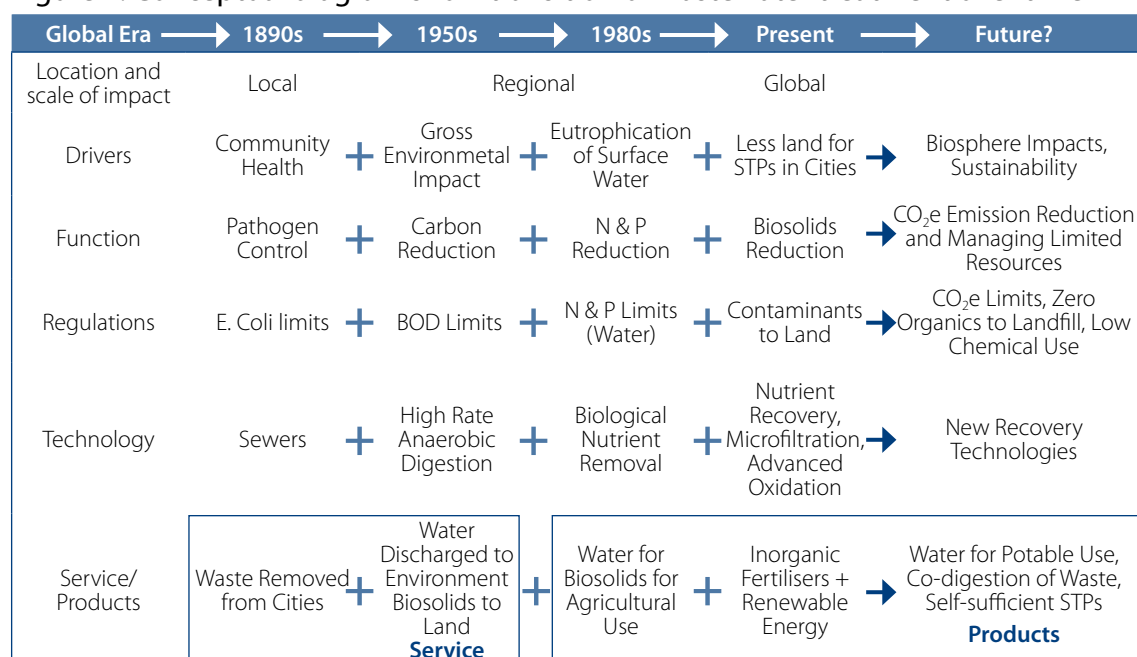 Global Era → 1890s → 1950s → 1980s → Present → Future?
Location and
scale of impact
Local
Regional
Global
Drivers
Community
Health
+
Gross
Environmetal
Impact
+
Eutrophication
of Surface
Water
+
Less land for
STPs in Cities
→
Biosphere Impacts,
Sustainability
Function
Pathogen
Control
+
Carbon
Reduction
+
N & P
Reduction
+
Biosolids
Reduction
→
CO₂e Emission Reduction
and Managing Limited
Resources
Regulations
E. Coli limits
+
BOD Limits
+
N & P Limits
(Water)
+
Contaminants
to Land
→
CO₂e Limits, Zero
Organics to Landfill, Low
Chemical Use
Technology
Sewers
+
High Rate
Anaerobic
Digestion
+
Biological
Nutrient
Removal
+
Nutrient
Recovery,
Microfiltration,
Advanced
Oxidation
→
New Recovery
Technologies
Service/
Products
Waste Removed
from Cities
+
Water
Discharged to
Environment
Biosolids to
Land
Service
+
Water for
Biosolids for
Agricultural
Use
+
Inorganic
Fertilisers +
Renewable
Energy
→
Water for Potable Use,
Co-digestion of Waste,
Self-sufficient STPs
Products